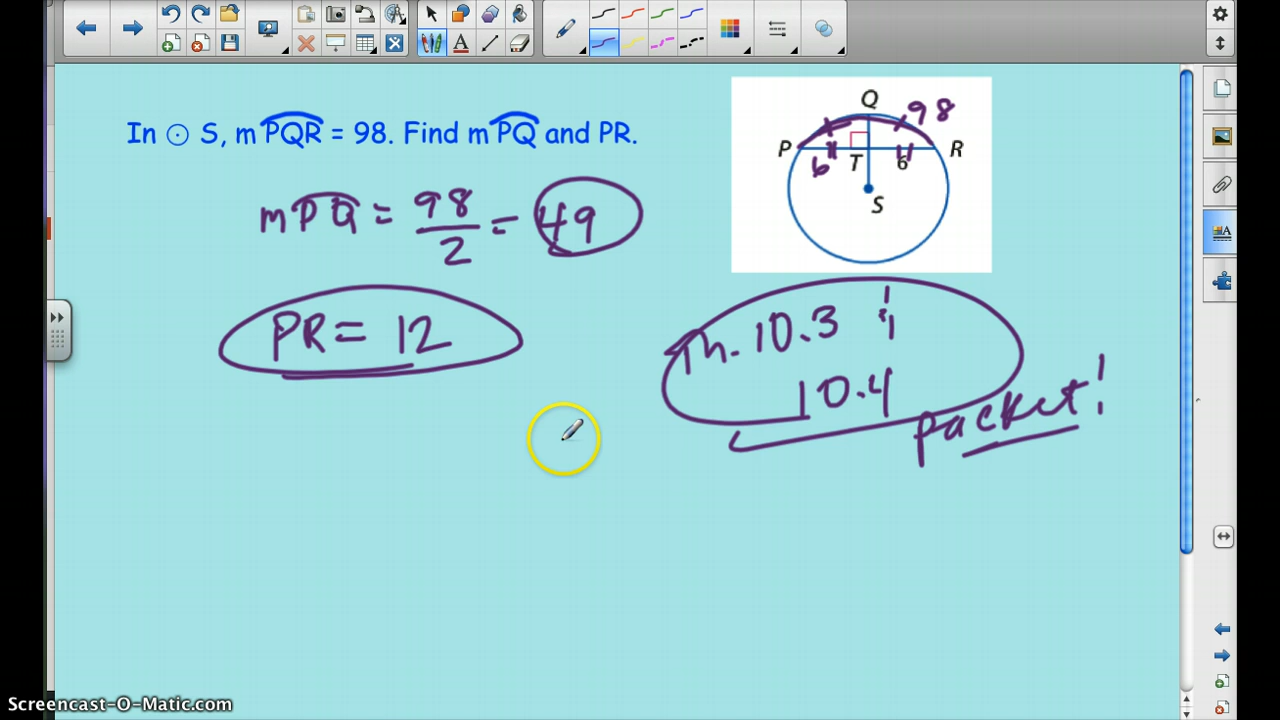 In ⊙ S, m PQR = 98. Find m PQ and PR.
mPQ = 98/2 = 49
PR = 12
Q
98
P
R
6
T
6
S
Th. 10.3 &
10.4
packet!
Screencast-O-Matic.com